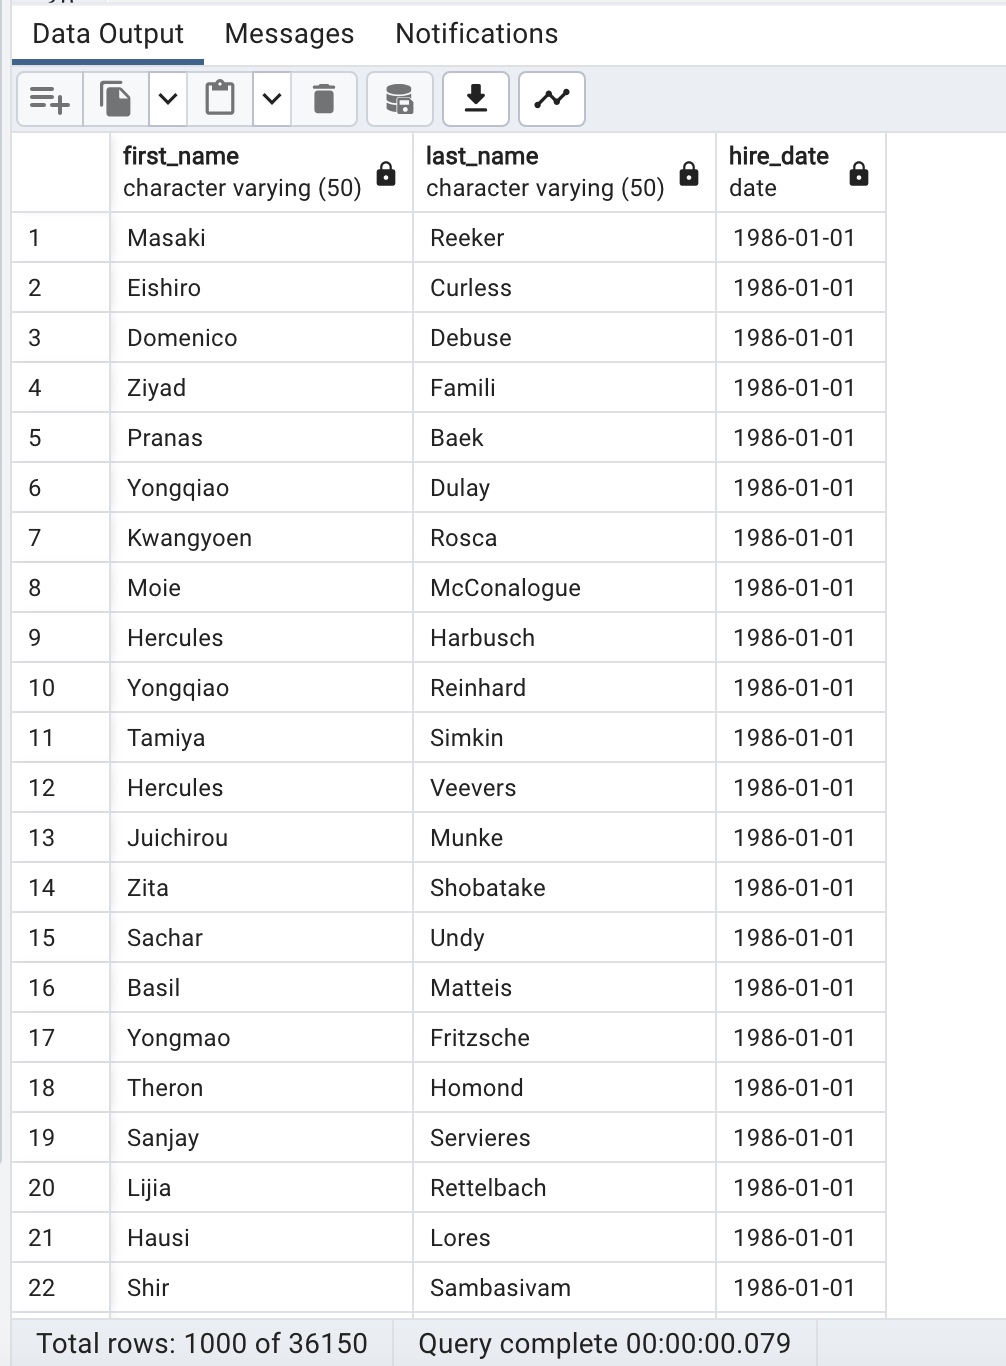 Data Output Messages Notifications
first_name last_name hire_date
character varying (50) character varying (50) date
1 Masaki Reeker 1986-01-01
2 Eishiro Curless 1986-01-01
3 Domenico Debuse 1986-01-01
4 Ziyad Famili 1986-01-01
5 Pranas Baek 1986-01-01
6 Yongqiao Dulay 1986-01-01
7 Kwangyoen Rosca 1986-01-01
8 Moie McConalogue 1986-01-01
9 Hercules Harbusch 1986-01-01
10 Yongqiao Reinhard 1986-01-01
11 Tamiya Simkin 1986-01-01
12 Hercules Veevers 1986-01-01
13 Juichirou Munke 1986-01-01
14 Zita Shobatake 1986-01-01
15 Sachar Undy 1986-01-01
16 Basil Matteis 1986-01-01
17 Yongmao Fritzsche 1986-01-01
18 Theron Homond 1986-01-01
19 Sanjay Servieres 1986-01-01
20 Lijia Rettelbach 1986-01-01
21 Hausi Lores 1986-01-01
22 Shir Sambasivam 1986-01-01
Total rows: 1000 of 36150 Query complete 00:00:00.079